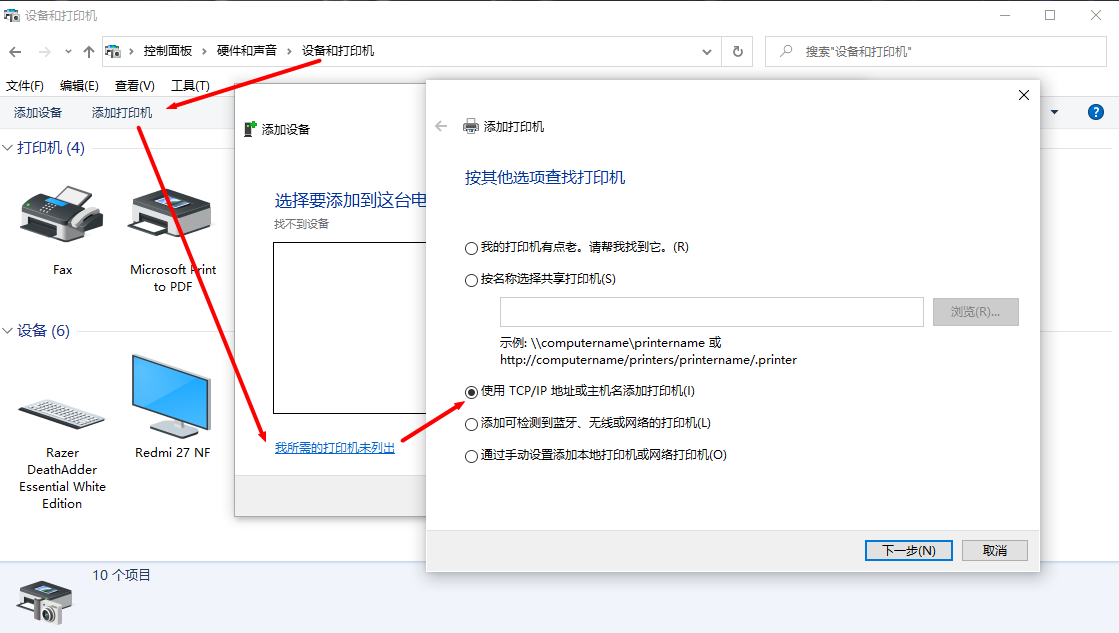 设备和打印机
控制面板 › 硬件和声音 › 设备和打印机
搜索"设备和打印机"
文件(F) 编辑(E) 查看(V) 工具(T)
添加设备 添加打印机
打印机 (4)
Fax
Microsoft Print
to PDF
设备 (6)
Razer
DeathAdder
Essential White
Edition
Redmi 27 NF
10 个项目
添加设备
选择要添加到这台电
找不到设备
我所需的打印机未列出
添加打印机
按其他选项查找打印机
我的打印机有点老。请帮我找到它。(R)
按名称选择共享打印机(S)
浏览(R)...
示例: \\computername\printername 或
http://computername/printers/printername/.printer
使用 TCP/IP 地址或主机名添加打印机(I)
添加可检测到蓝牙、无线或网络的打印机(L)
通过手动设置添加本地打印机或网络打印机(O)
下一步(N) 取消